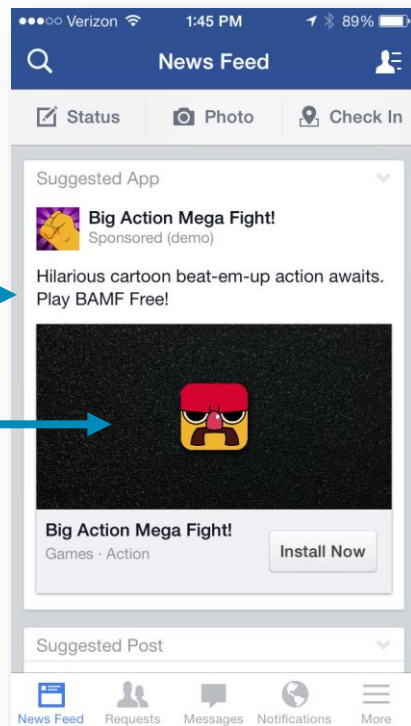 Verizon 1:45 PM 89%
News Feed
Status Photo Check In
Suggested App
Big Action Mega Fight!
Sponsored (demo)
Hilarious cartoon beat-em-up action awaits.
Play BAMF Free!
Big Action Mega Fight!
Games · Action
Install Now
Suggested Post
News Feed Requests Messages Notifications More